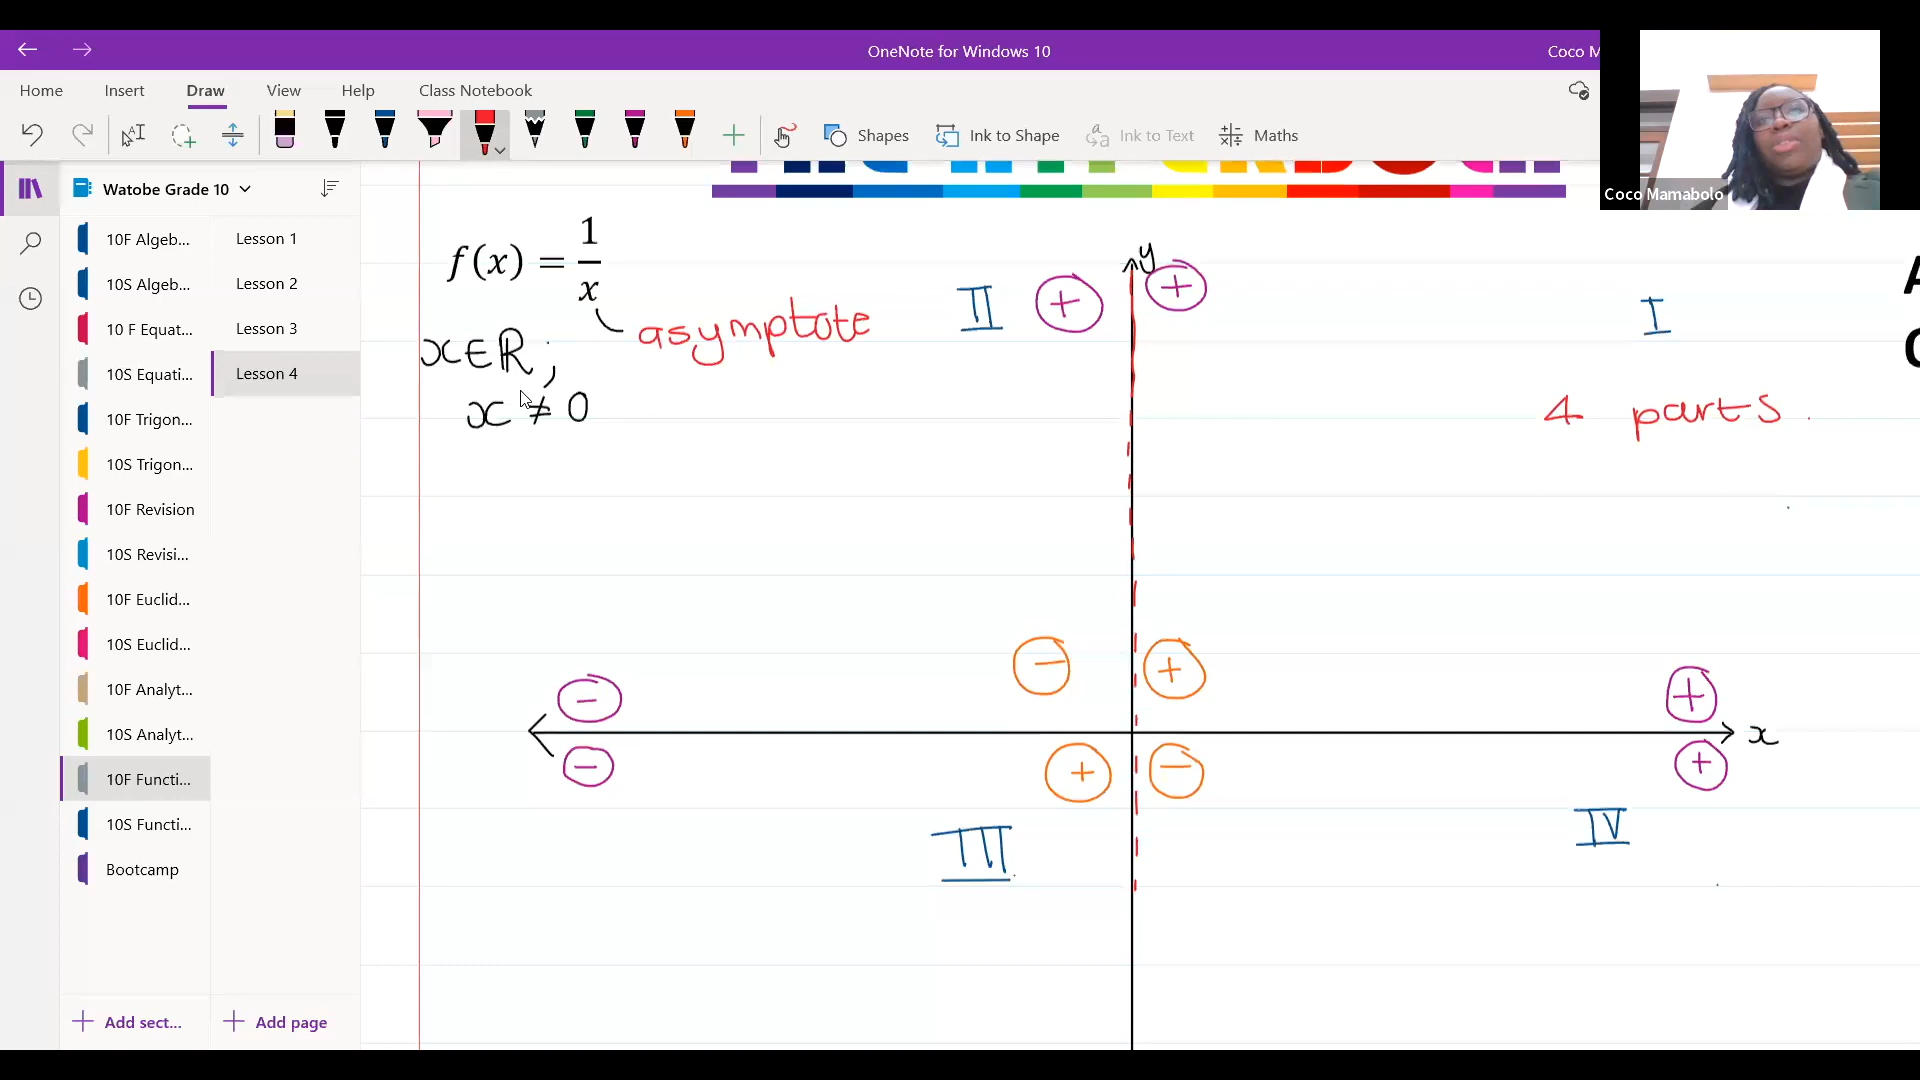 OneNote for Windows 10
Coco M
Home Insert Draw View Help Class Notebook
Shapes Ink to Shape Ink to Text Maths
Coco Mamabolo
Watobe Grade 10
10F Algeb...
10S Algeb...
10 F Equat...
10S Equati...
10F Trigon...
10S Trigon...
10F Revision
10S Revisi...
10F Euclid...
10S Euclid...
10F Analyt...
10S Analyt...
10F Functi...
10S Functi...
Bootcamp
Add sect...
Lesson 1
Lesson 2
Lesson 3
Lesson 4
Add page
f(x) = 1/x
asymptote
x∈ℝ;
x ≠ 0
y
II + + I
4 parts.
- +
- +
x
- + - +
III
IV